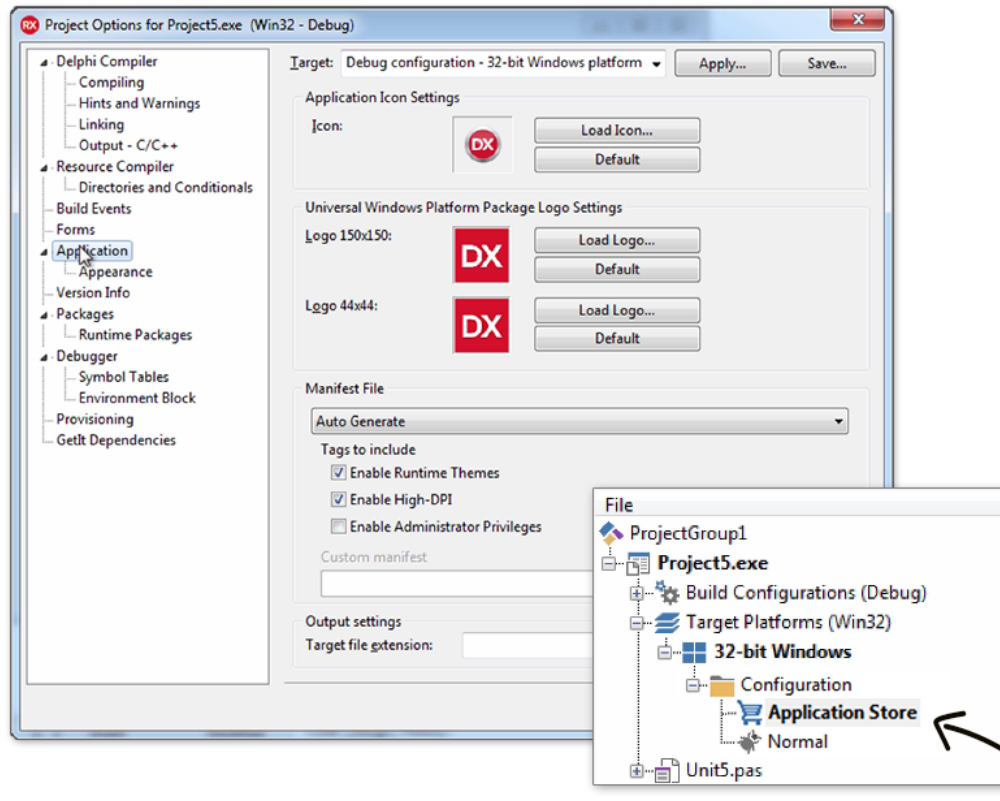 RX Project Options for Project5.exe (Win32 - Debug)
Delphi Compiler
Compiling
Hints and Warnings
Linking
Output - C/C++
Resource Compiler
Directories and Conditionals
Build Events
Forms
Application
Appearance
Version Info
Packages
Runtime Packages
Debugger
Symbol Tables
Environment Block
Provisioning
GetIt Dependencies
Target: Debug configuration - 32-bit Windows platform Apply... Save...
Application Icon Settings
Icon:
DX
Load Icon...
Default
Universal Windows Platform Package Logo Settings
Logo 150x150:
DX
Load Logo...
Default
Logo 44x44:
DX
Load Logo...
Default
Manifest File
Auto Generate
Tags to include
Enable Runtime Themes
Enable High-DPI
Enable Administrator Privileges
Custom manifest
Output settings
Target file extension:
File
ProjectGroup1
Project5.exe
Build Configurations (Debug)
Target Platforms (Win32)
32-bit Windows
Configuration
Application Store
Normal
Unit5.pas